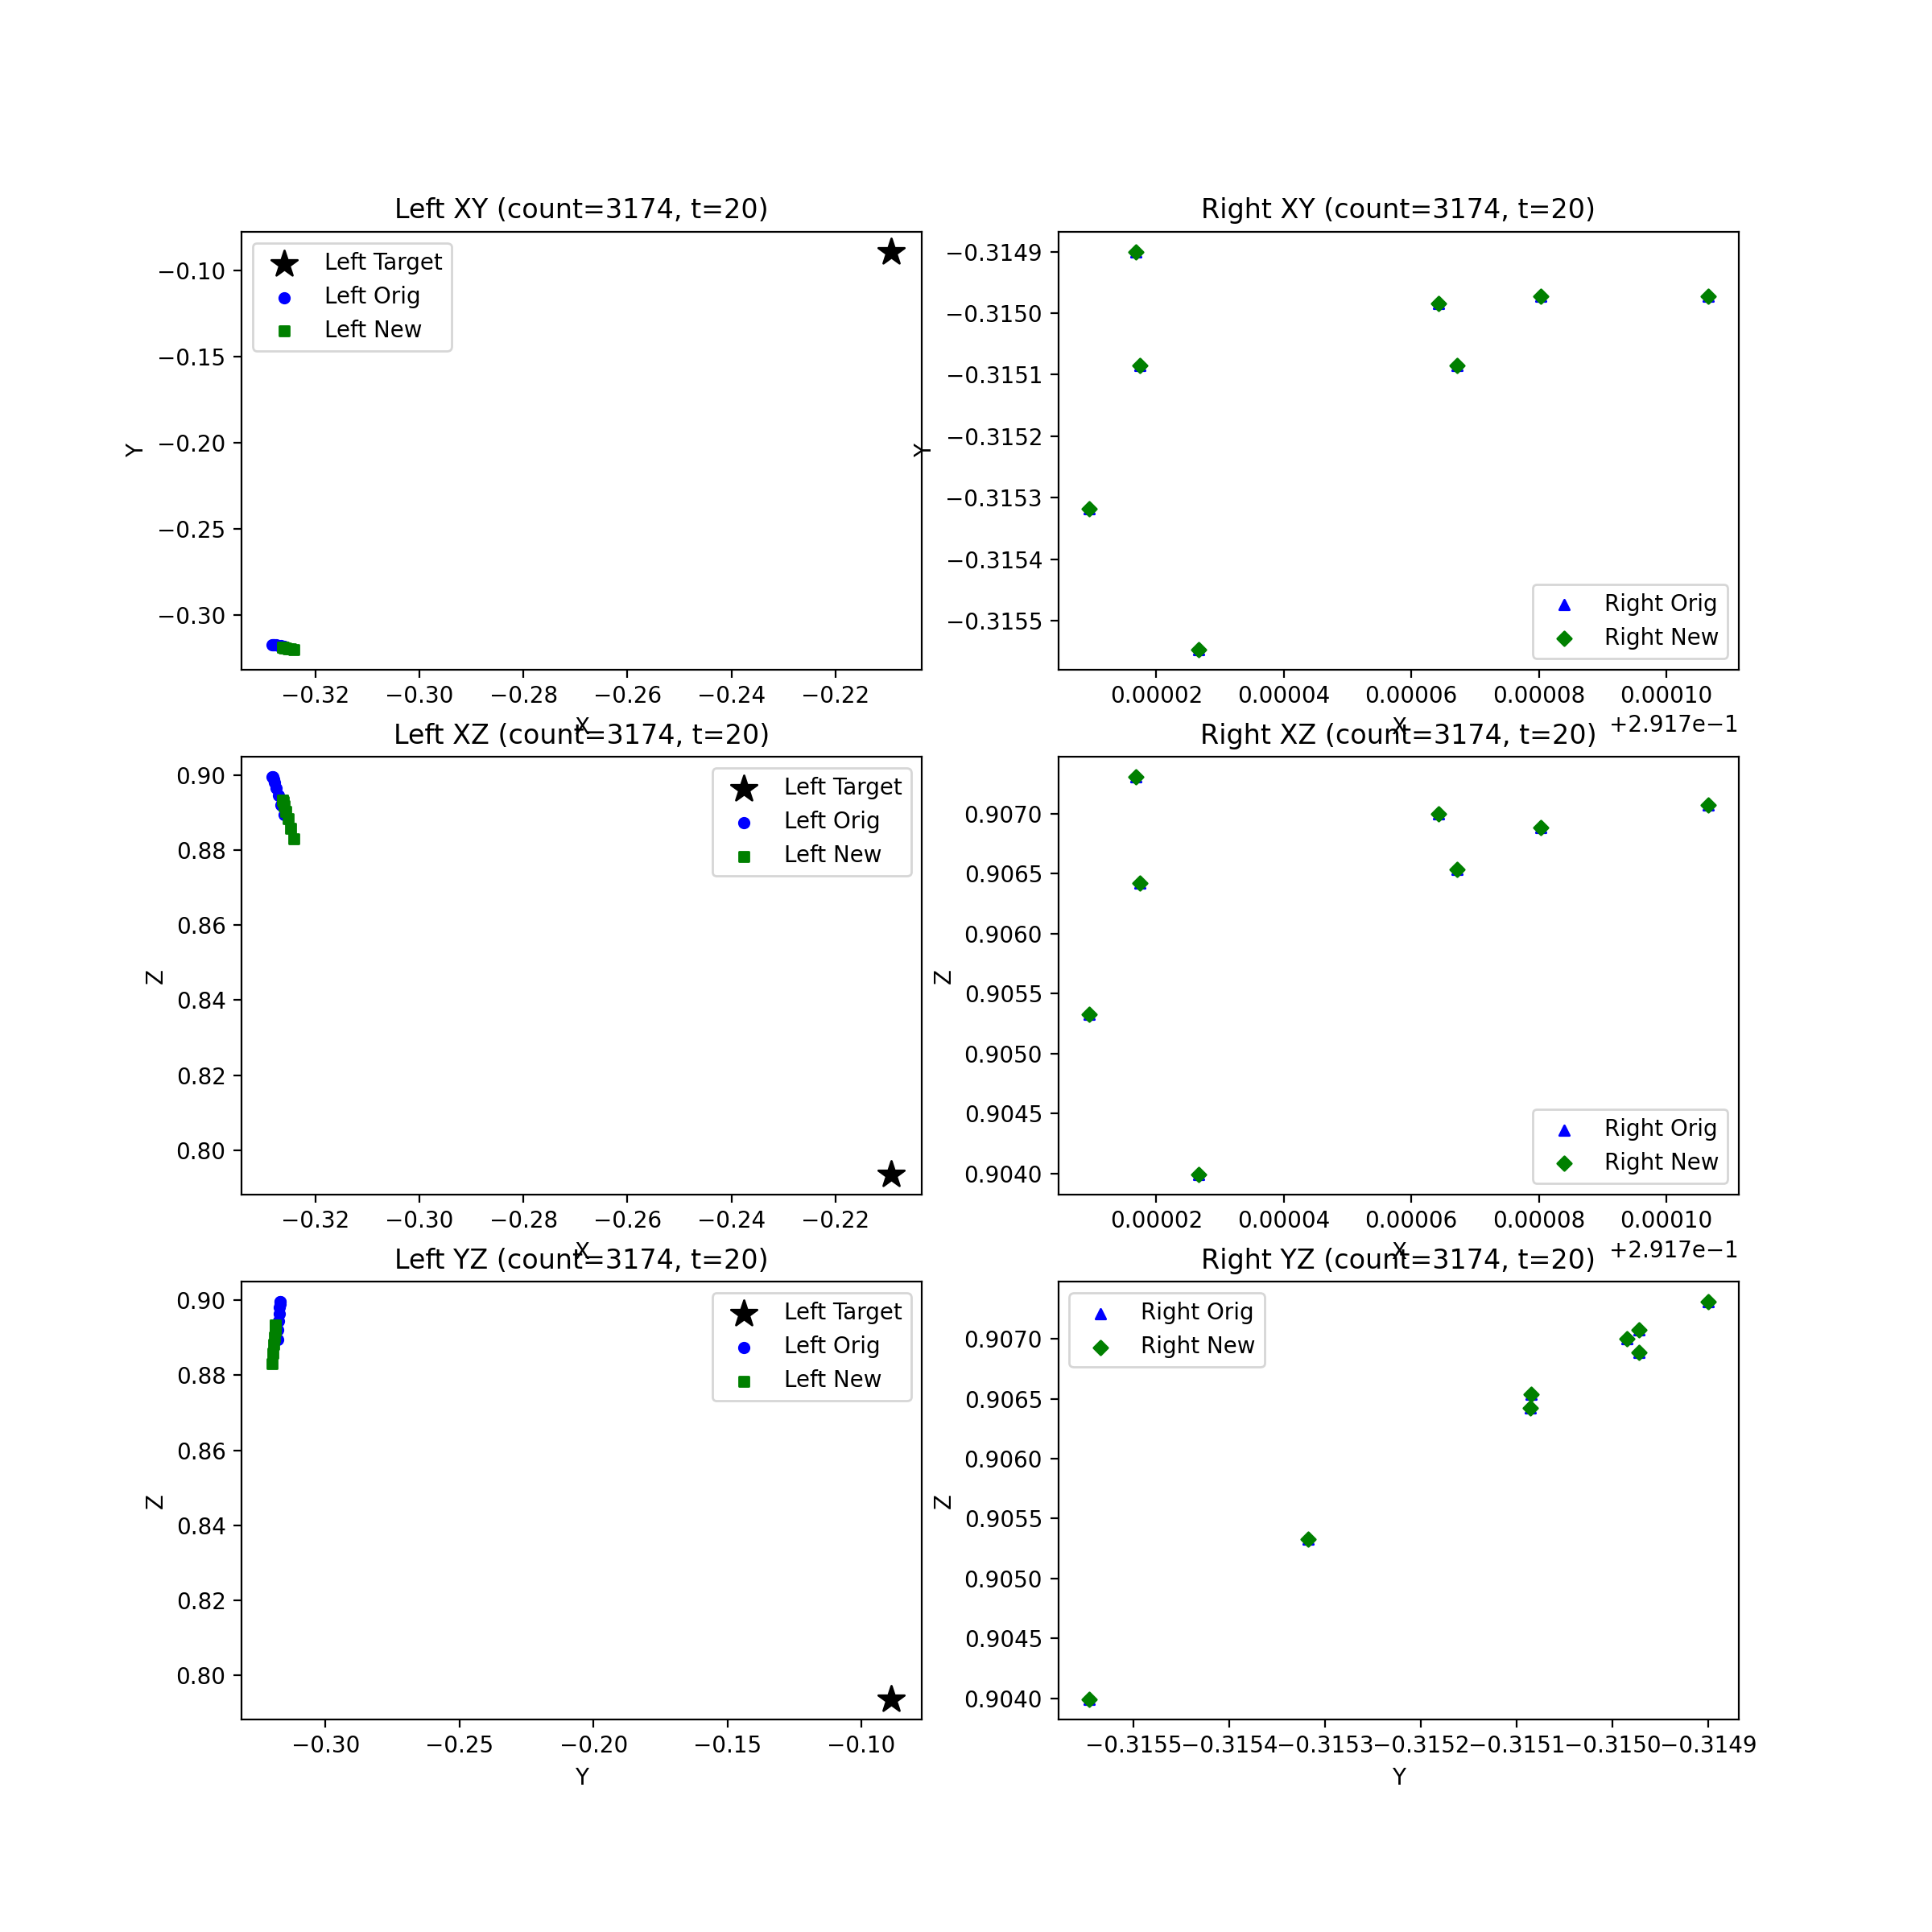 Left XY (count=3174, t=20)
Left Target
Left Orig
Left New
−0.10
−0.15
−0.20
−0.25
−0.30
Y
−0.32
−0.30
−0.28
−0.26
−0.24
−0.22
X
Right XY (count=3174, t=20)
−0.3149
−0.3150
−0.3151
−0.3152
−0.3153
−0.3154
−0.3155
Y
Right Orig
Right New
0.00002
0.00004
0.00006
0.00008
0.00010
X
+2.917e−1
Left XZ (count=3174, t=20)
Left Target
Left Orig
Left New
0.90
0.88
0.86
0.84
0.82
0.80
Z
−0.32
−0.30
−0.28
−0.26
−0.24
−0.22
X
Right XZ (count=3174, t=20)
0.9070
0.9065
0.9060
0.9055
0.9050
0.9045
0.9040
Z
Right Orig
Right New
0.00002
0.00004
0.00006
0.00008
0.00010
X
+2.917e−1
Left YZ (count=3174, t=20)
Left Target
Left Orig
Left New
0.90
0.88
0.86
0.84
0.82
0.80
Z
−0.30
−0.25
−0.20
−0.15
−0.10
Y
Right YZ (count=3174, t=20)
Right Orig
Right New
0.9070
0.9065
0.9060
0.9055
0.9050
0.9045
0.9040
Z
−0.3155
−0.3154
−0.3153
−0.3152
−0.3151
−0.3150
−0.3149
Y